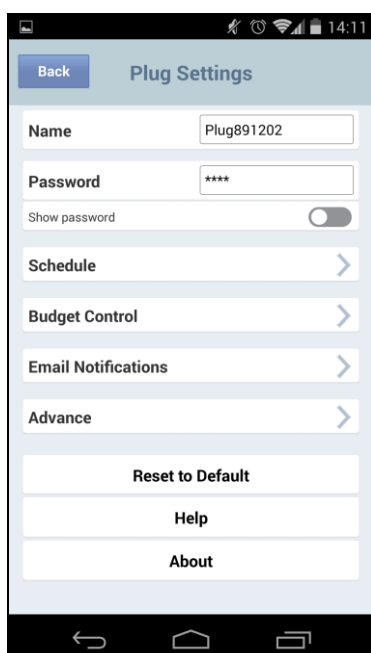 14:11
Back
Plug Settings
Name
Plug891202
Password
****
Show password
Schedule
Budget Control
Email Notifications
Advance
Reset to Default
Help
About